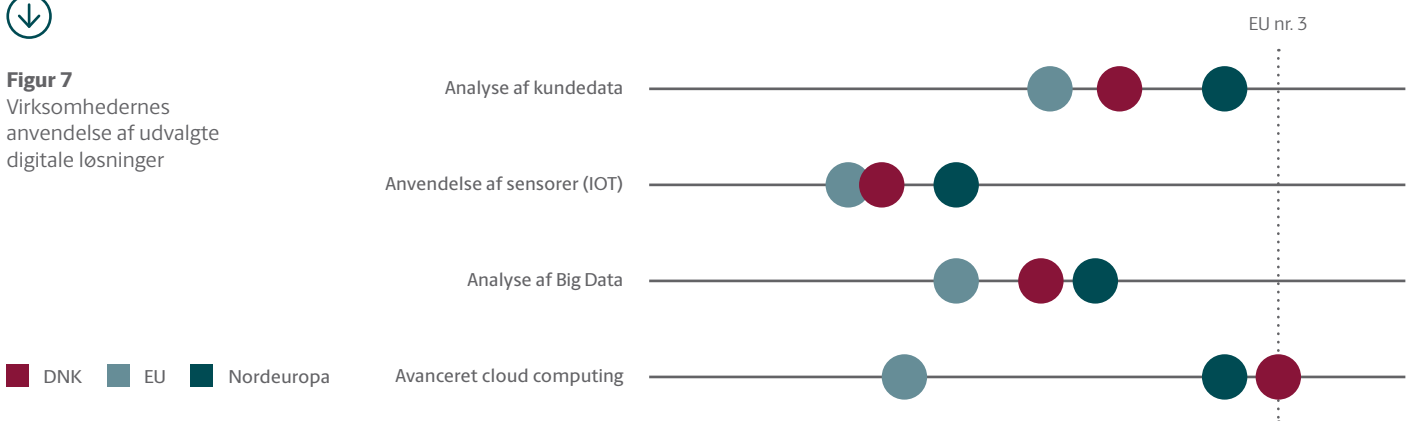 Figur 7
Virksomhedernes
anvendelse af udvalgte
digitale løsninger
EU nr. 3
Analyse af kundedata
Anvendelse af sensorer (IOT)
Analyse af Big Data
Avanceret cloud computing
DNK EU Nordeuropa